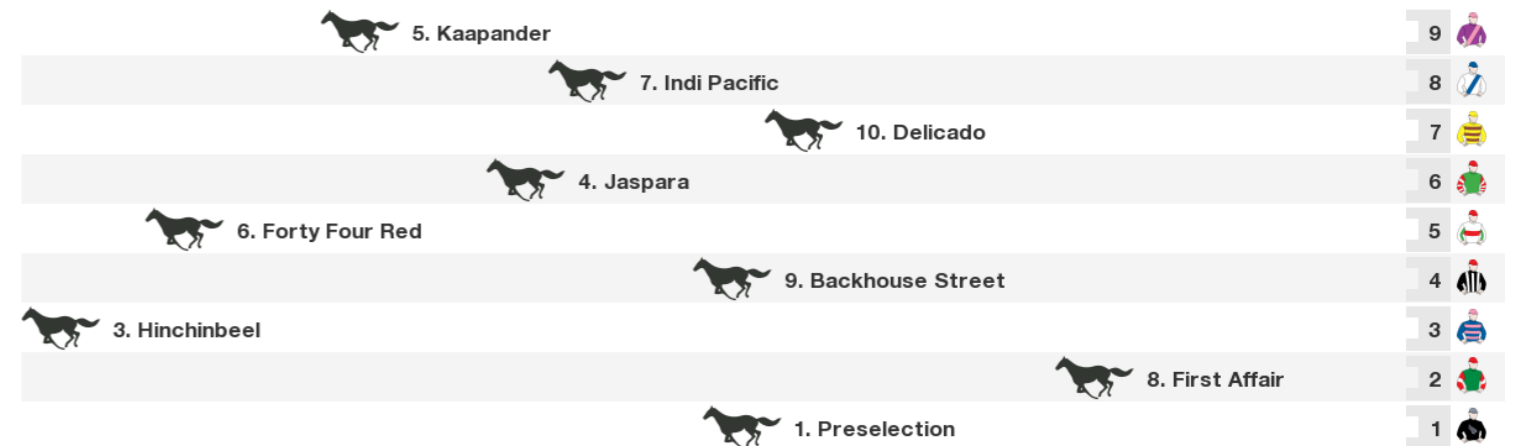 5. Kaapander 9
7. Indi Pacific 8
10. Delicado 7
4. Jaspara 6
6. Forty Four Red 5
9. Backhouse Street 4
3. Hinchinbeel 3
8. First Affair 2
1. Preselection 1